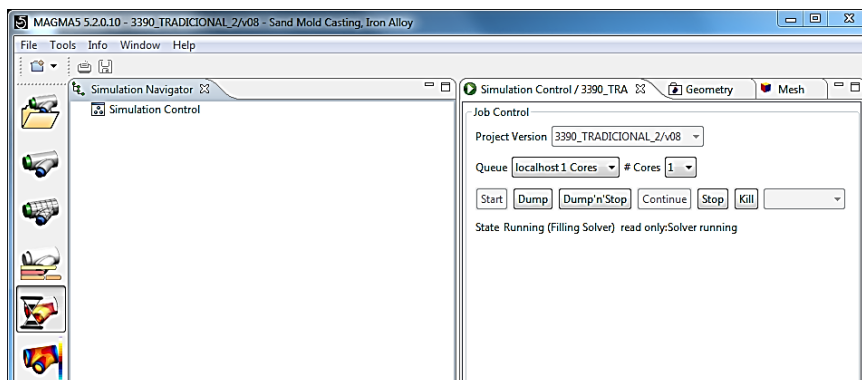 MAGMA5 5.2.0.10 - 3390_TRADICIONAL_2/v08 - Sand Mold Casting, Iron Alloy
File Tools Info Window Help
Simulation Navigator
Simulation Control / 3390_TRA Geometry Mesh
Simulation Control
Job Control
Project Version 3390_TRADICIONAL_2/v08
Queue localhost 1 Cores # Cores 1
Start Dump Dump'n'Stop Continue Stop Kill
State Running (Filling Solver) read only:Solver running